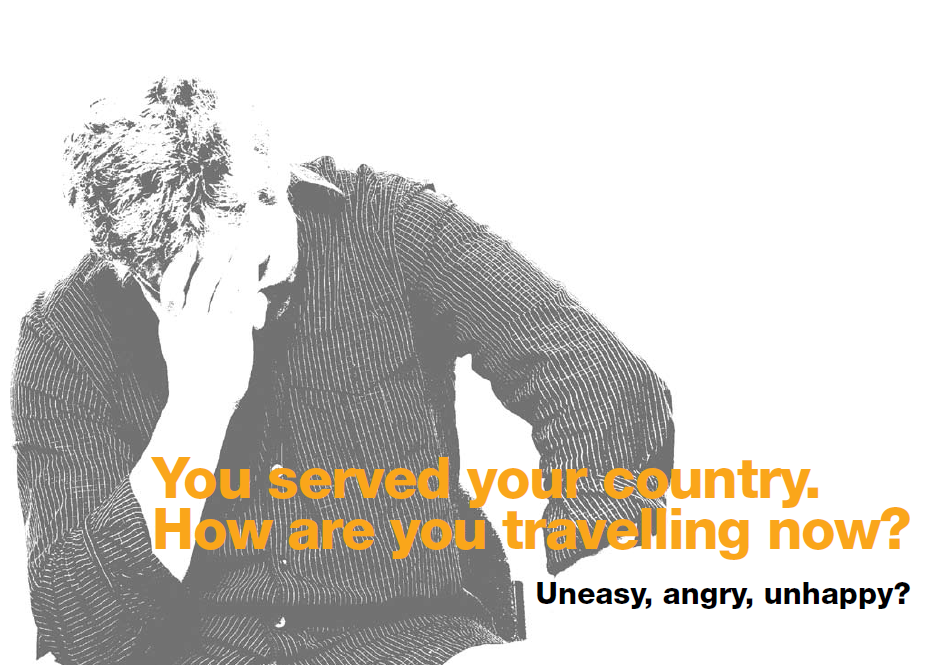 You served your country.
How are you travelling now?
Uneasy, angry, unhappy?